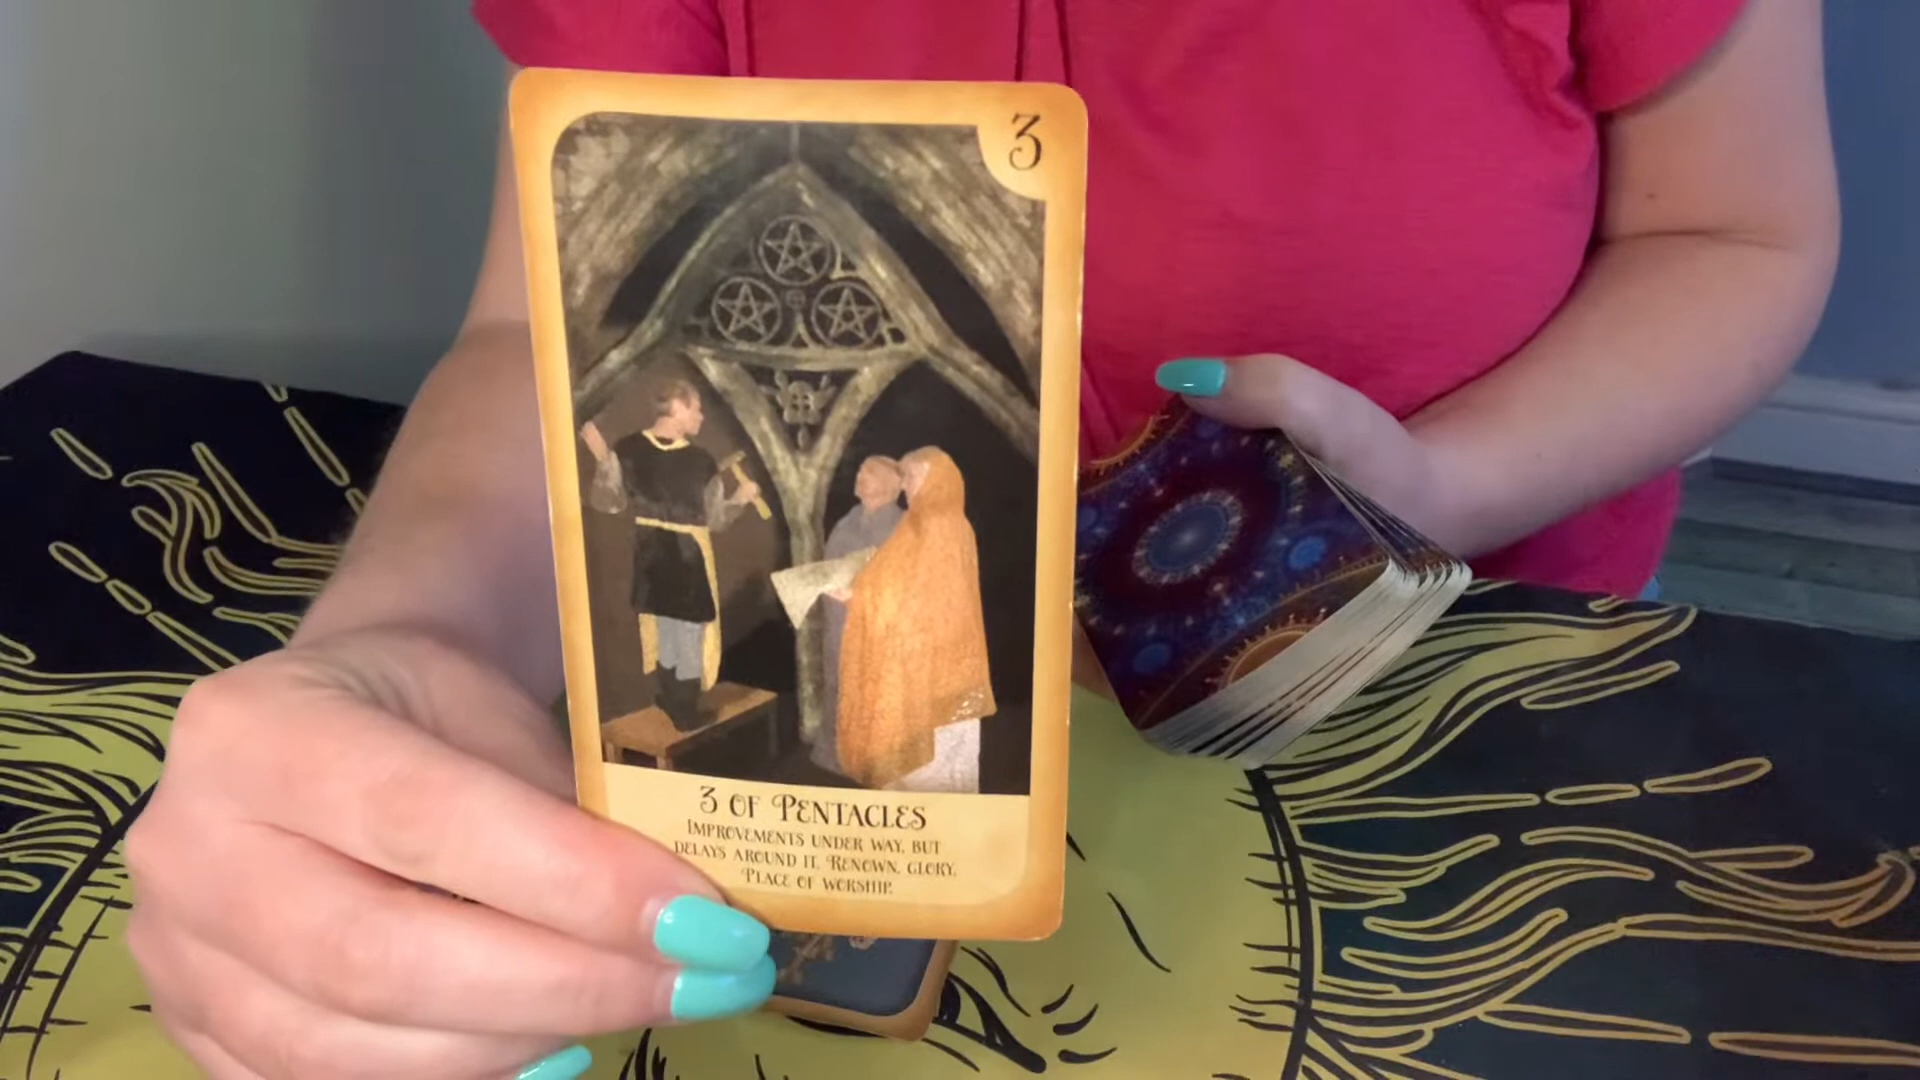 3
3 of Pentacles
Improvements under way, but
delays around it. Renown, glory,
Place of worship.